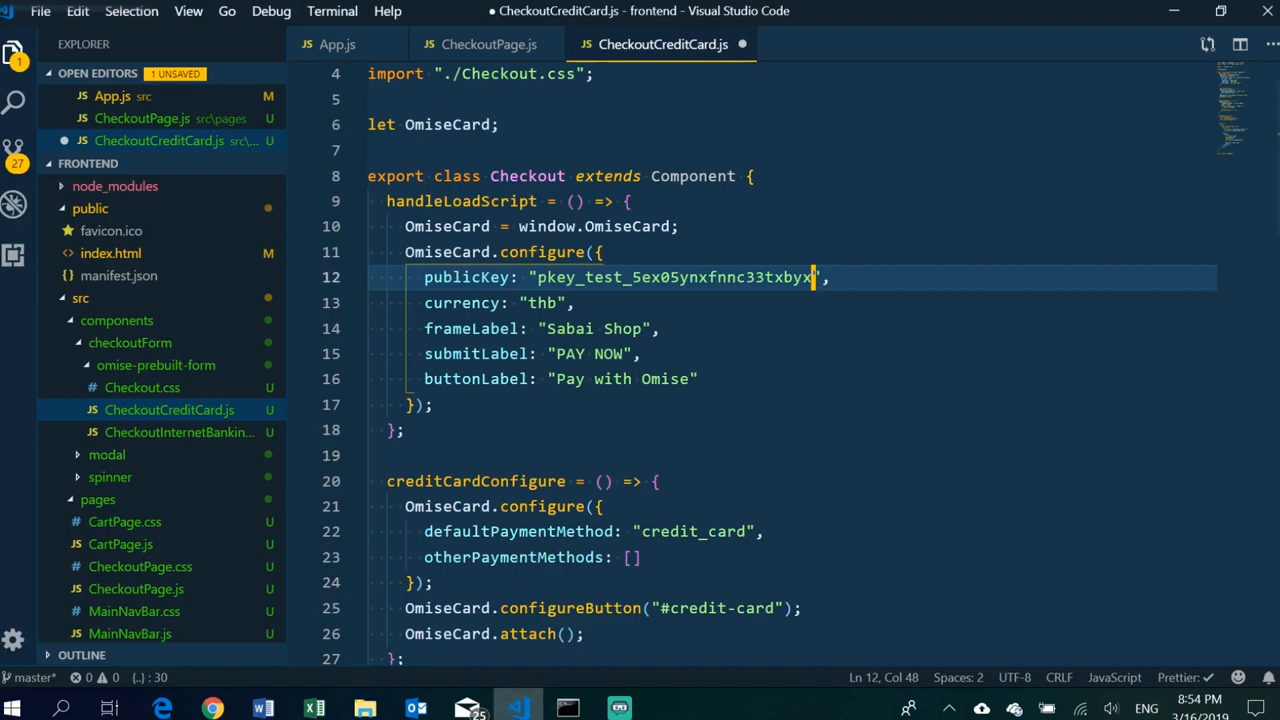 File Edit Selection View Go Debug Terminal Help
● CheckoutCreditCard.js - frontend - Visual Studio Code
EXPLORER
App.js CheckoutPage.js JS CheckoutCreditCard.js
OPEN EDITORS 1 UNSAVED
JS App.js src M
JS CheckoutPage.js src\pages U
JS CheckoutCreditCard.js src\... U
FRONTEND
node_modules
public
favicon.ico
<> index.html
manifest.json
src
components
checkoutForm
omise-prebuilt-form
# Checkout.css U
JS CheckoutCreditCard.js U
JS CheckoutInternetBankin... U
modal
spinner
pages
# CartPage.css U
JS CartPage.js U
# CheckoutPage.css U
JS CheckoutPage.js U
# MainNavBar.css U
JS MainNavBar.js U
OUTLINE
1
27
4 import "./Checkout.css";
5
6 let OmiseCard;
7
8 export class Checkout extends Component {
9 handleLoadScript = () => {
10 OmiseCard = window.OmiseCard;
11 OmiseCard.configure({
12 publicKey: "pkey_test_5ex05ynxfnnc33txbyx",
13 currency: "thb",
14 frameLabel: "Sabai Shop",
15 submitLabel: "PAY NOW",
16 buttonLabel: "Pay with Omise"
17 });
18 };
19
20 creditCardConfigure = () => {
21 OmiseCard.configure({
22 defaultPaymentMethod: "credit_card",
23 otherPaymentMethods: []
24 });
25 OmiseCard.configureButton("#credit-card");
26 OmiseCard.attach();
27 };
master* 0 0 {..} : 30
Ln 12, Col 48 Spaces: 2 UTF-8 CRLF JavaScript Prettier: ✓
25
ENG
8:54 PM
3/16/2019